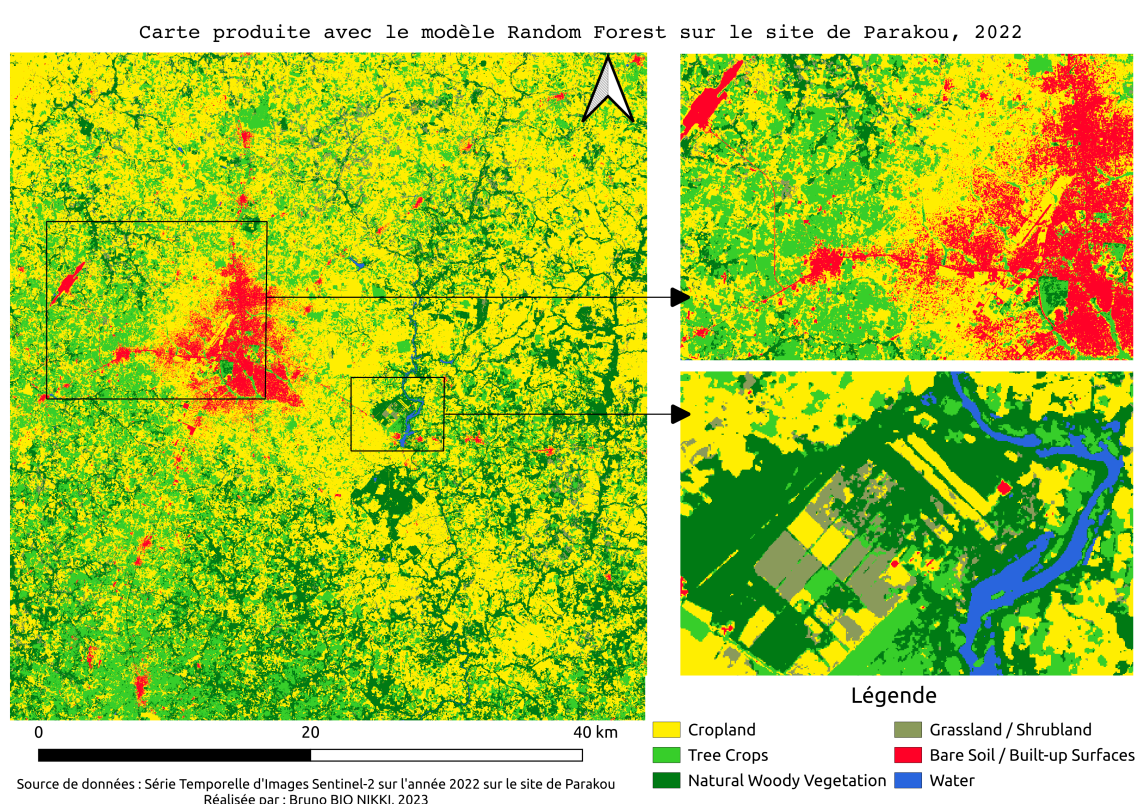 Carte produite avec le modèle Random Forest sur le site de Parakou, 2022
0 20 40 km
Source de données : Série Temporelle d'Images Sentinel-2 sur l'année 2022 sur le site de Parakou
Réalisée par : Bruno BIO NIKKI, 2023
Légende
Cropland
Tree Crops
Natural Woody Vegetation
Grassland / Shrubland
Bare Soil / Built-up Surfaces
Water